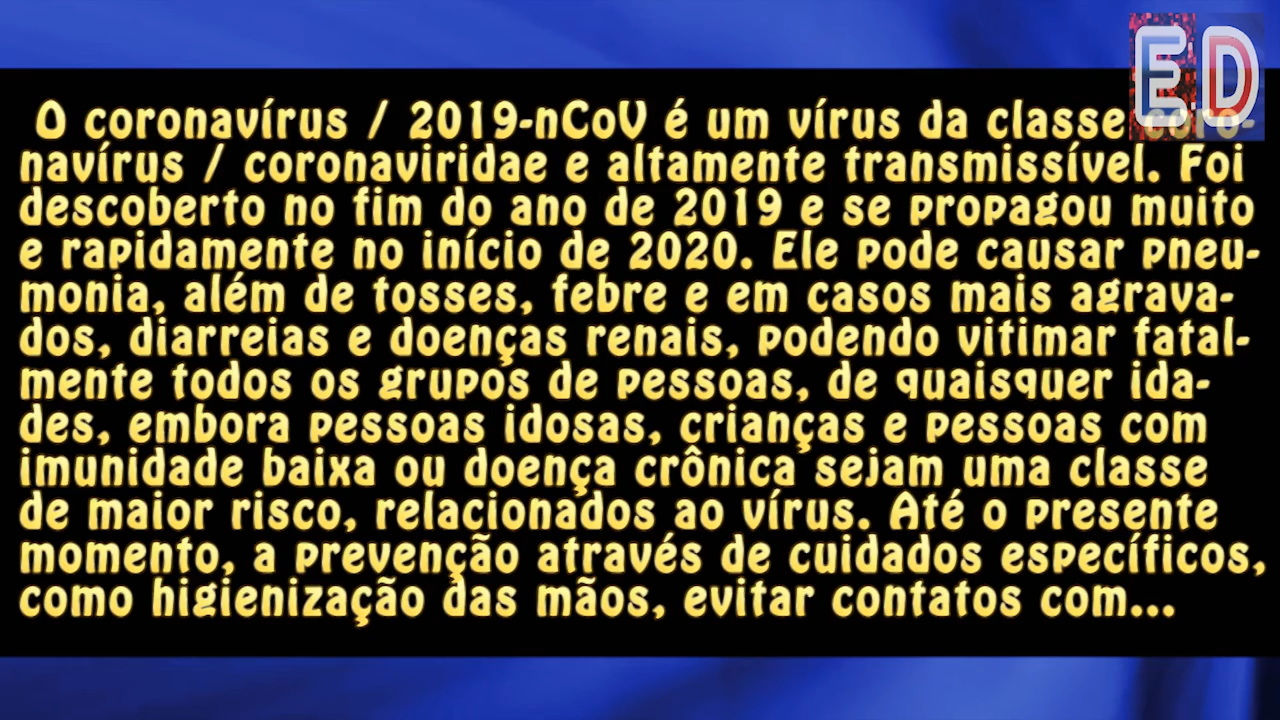 ED
O coronavírus / 2019-nCoV é um vírus da classe coro-
navírus / coronaviridae e altamente transmissível. Foi
descoberto no fim do ano de 2019 e se propagou muito
e rapidamente no início de 2020. Ele pode causar pneu-
monia, além de tosses, febre e em casos mais agrava-
dos, diarreias e doenças renais, podendo vitimar fatal-
mente todos os grupos de pessoas, de quaisquer ida-
des, embora pessoas idosas, crianças e pessoas com
imunidade baixa ou doença crônica sejam uma classe
de maior risco, relacionados ao vírus. Até o presente
momento, a prevenção através de cuidados específicos,
como higienização das mãos, evitar contatos com...